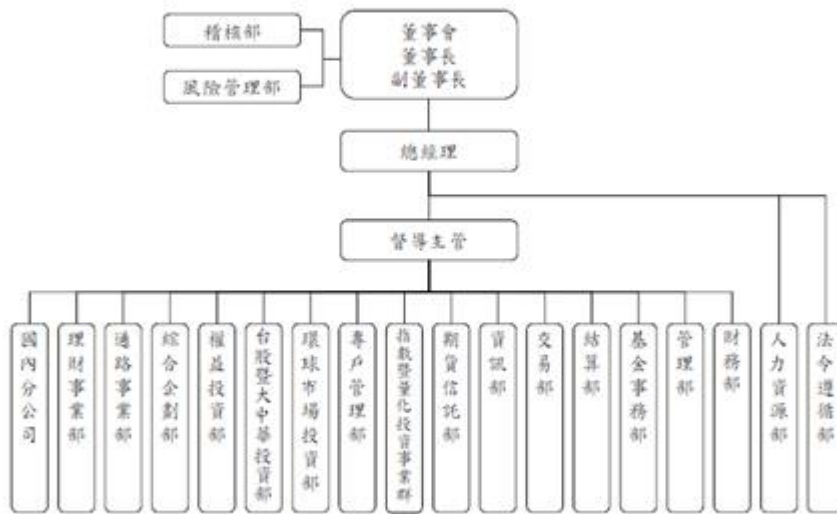 稽核部
風險管理部
董事會
董事長
副董事長
總經理
督導主管
國內分公司
理財事業部
通路事業部
綜合企劃部
權益投資部
台股暨大中華投資部
環球市場投資部
專戶管理部
指數暨量化投資事業群
期貨信託部
資訊部
交易部
結算部
基金事務部
管理部
財務部
人力資源部
法令遵循部